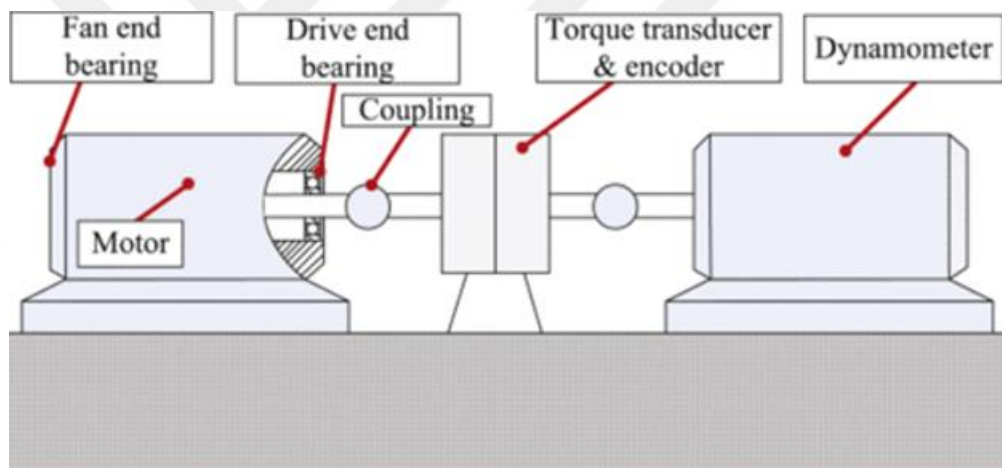 Fan end
bearing
Drive end
bearing
Coupling
Torque transducer
& encoder
Dynamometer
Motor